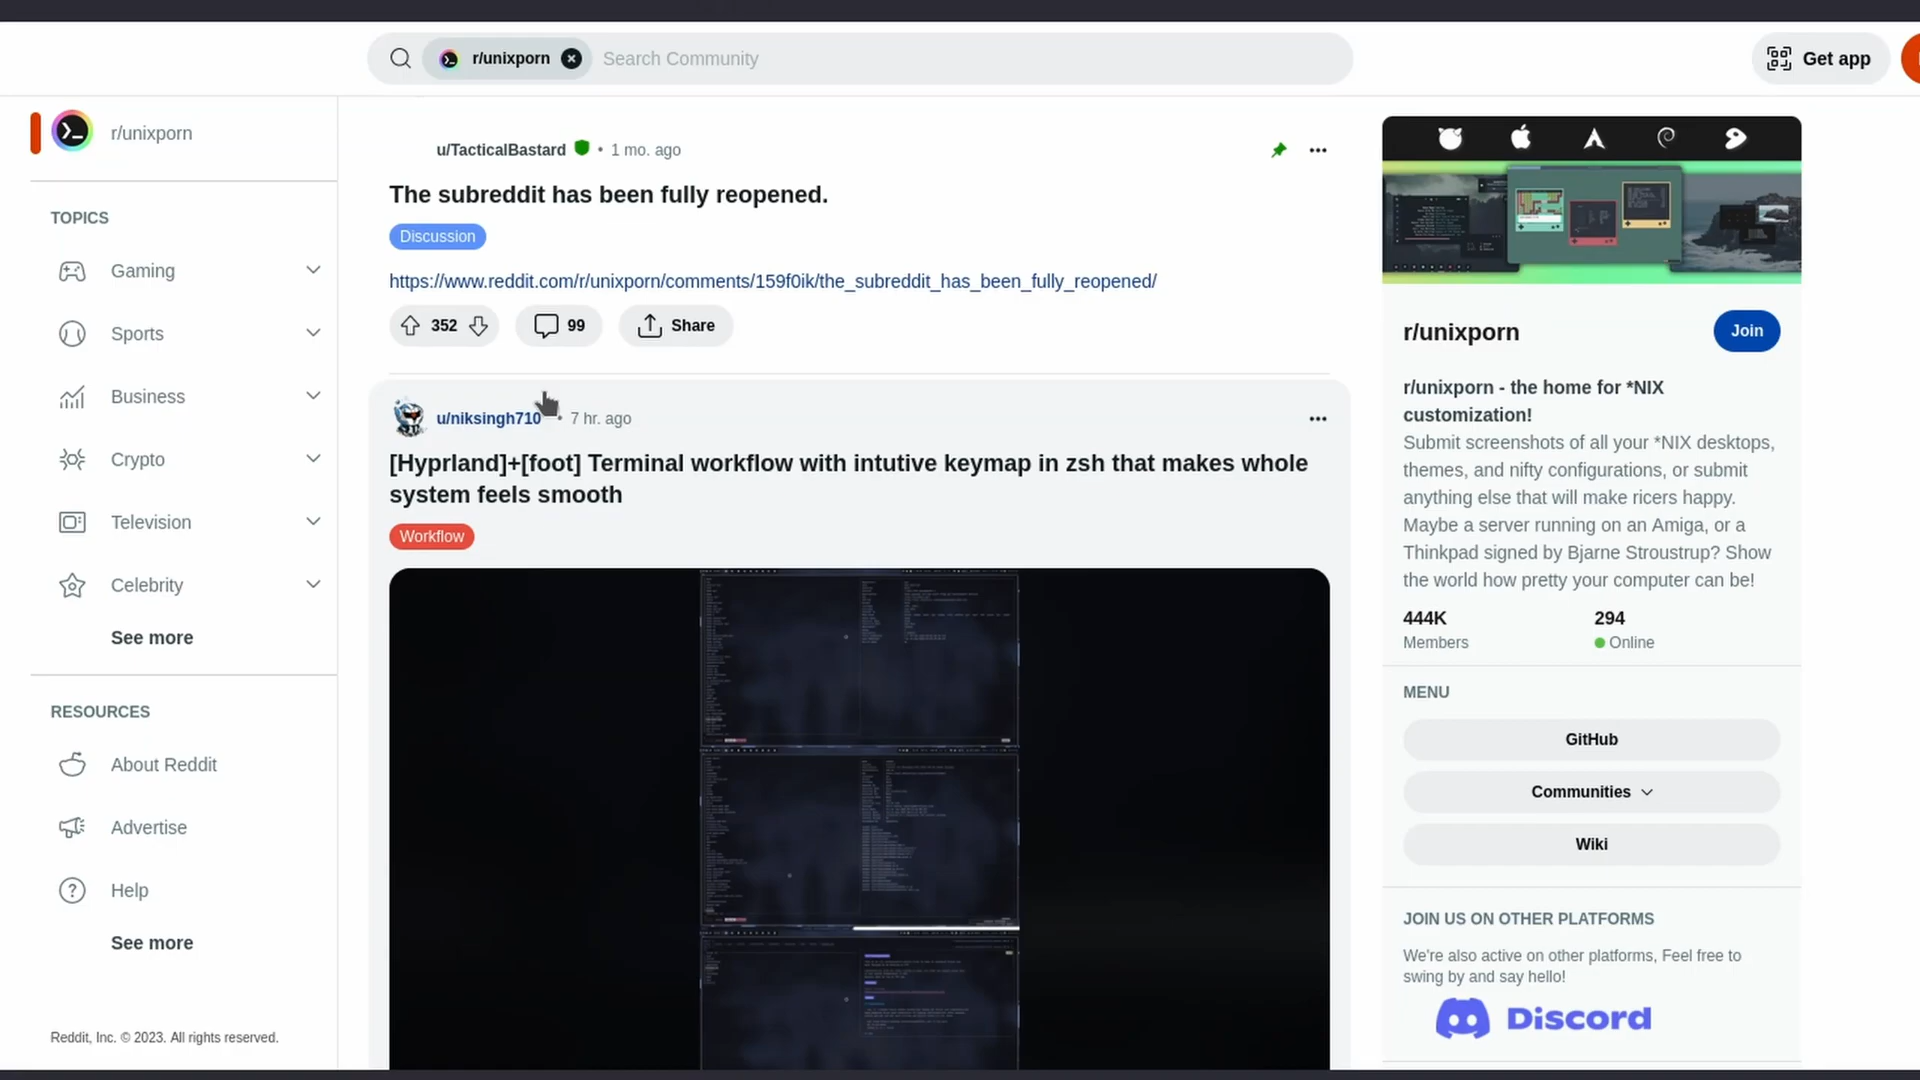 r/unixporn
Search Community
Get app
r/unixporn
TOPICS
Gaming
Sports
Business
Crypto
Television
Celebrity
See more
RESOURCES
About Reddit
Advertise
Help
See more
Reddit, Inc. © 2023. All rights reserved.
u/TacticalBastard • 1 mo. ago
The subreddit has been fully reopened.
Discussion
https://www.reddit.com/r/unixporn/comments/159f0ik/the_subreddit_has_been_fully_reopened/
352
99
Share
u/niksingh710 • 7 hr. ago
[Hyprland]+[foot] Terminal workflow with intutive keymap in zsh that makes whole
system feels smooth
Workflow
r/unixporn
Join
r/unixporn - the home for *NIX
customization!
Submit screenshots of all your *NIX desktops,
themes, and nifty configurations, or submit
anything else that will make ricers happy.
Maybe a server running on an Amiga, or a
Thinkpad signed by Bjarne Stroustrup? Show
the world how pretty your computer can be!
444K
Members
294
Online
MENU
GitHub
Communities
Wiki
JOIN US ON OTHER PLATFORMS
We're also active on other platforms, Feel free to
swing by and say hello!
Discord